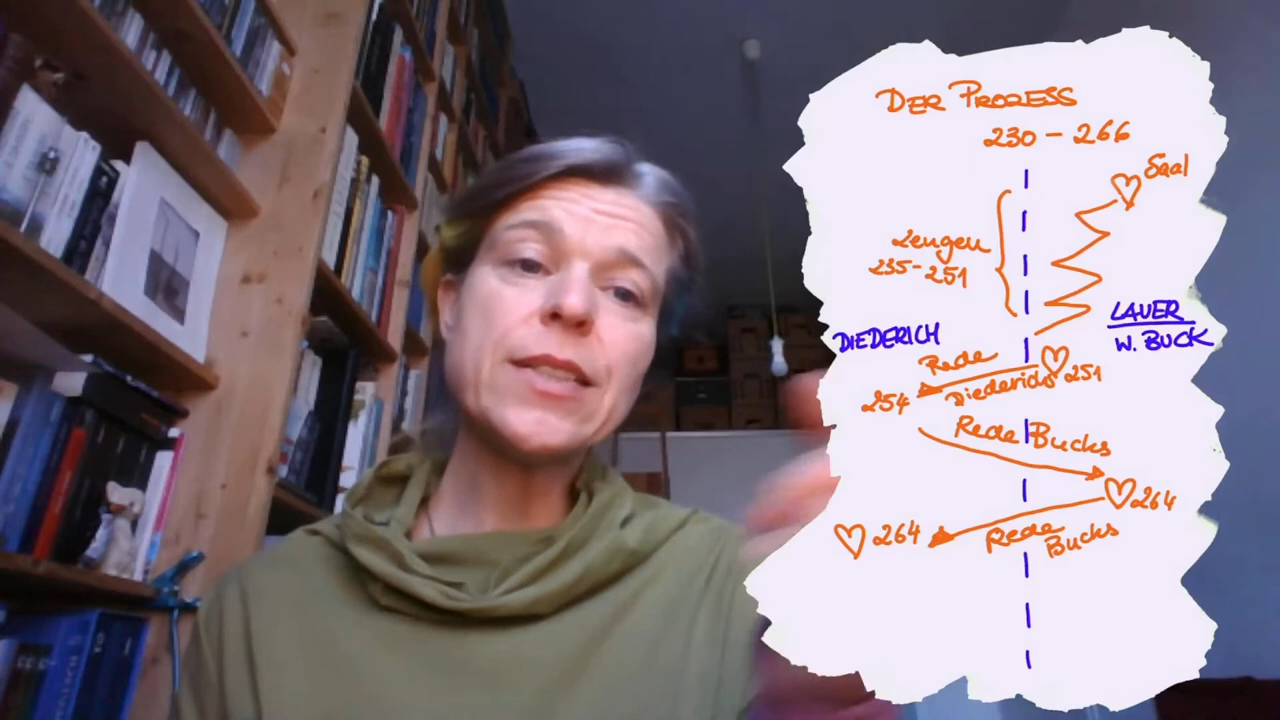 DER PROZESS
230 - 266
Saal
Zeugen
235-251
LAUER
W. BUCK
DIEDERICH
Rede
Diederichs
251
254
Rede Bucks
264
264
Rede
Bucks